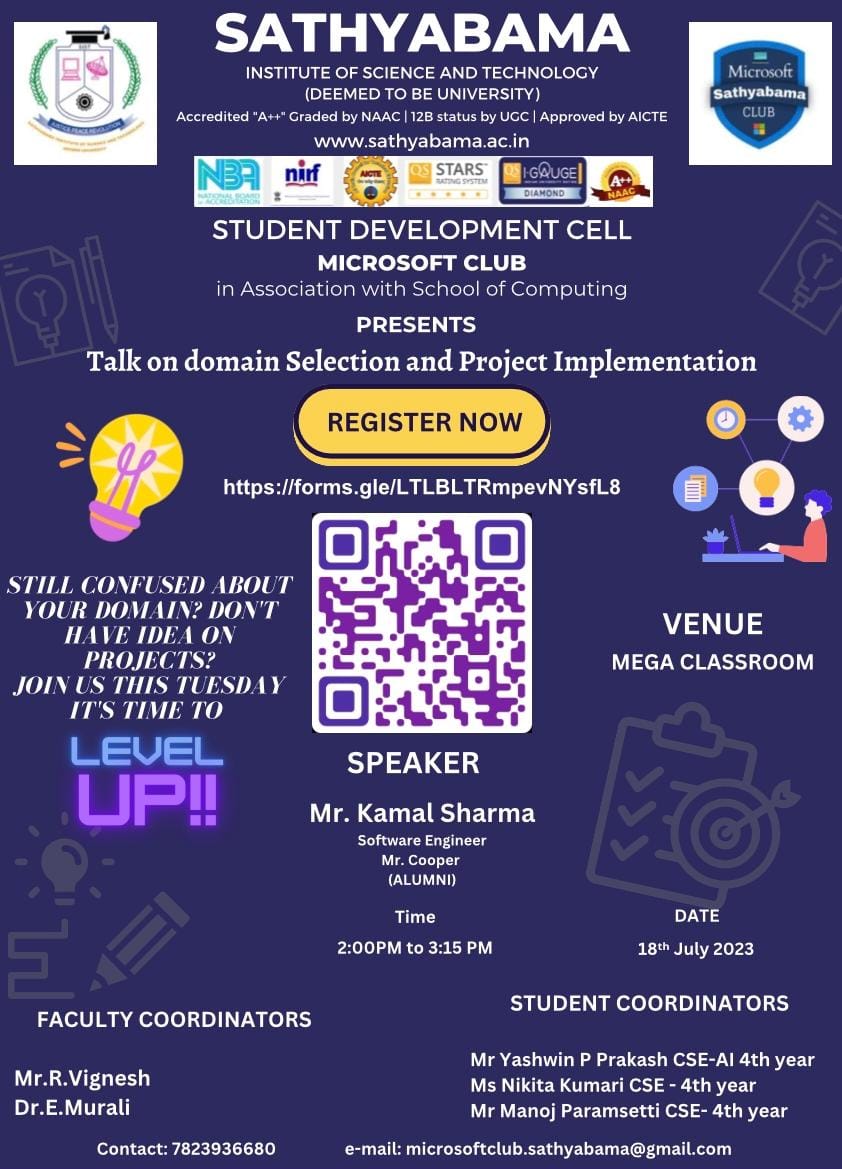 SATHYABAMA
INSTITUTE OF SCIENCE AND TECHNOLOGY
(DEEMED TO BE UNIVERSITY)
Accredited "A++" Graded by NAAC | 12B status by UGC | Approved by AICTE
www.sathyabama.ac.in
JUSTICE.PEACE.REVOLUTION
Microsoft
Sathyabama
CLUB
NBA
NATIONAL BOARD
of ACCREDITATION
nirf
AICTE
QS STARS
RATING SYSTEM
QS I·GAUGE
DIAMOND
A++
NAAC
STUDENT DEVELOPMENT CELL
MICROSOFT CLUB
in Association with School of Computing
PRESENTS
Talk on domain Selection and Project Implementation
REGISTER NOW
https://forms.gle/LTLBLTRmpevNYsfL8
STILL CONFUSED ABOUT
YOUR DOMAIN? DON'T
HAVE IDEA ON
PROJECTS?
JOIN US THIS TUESDAY
IT'S TIME TO
LEVEL
UP!!
VENUE
MEGA CLASSROOM
SPEAKER
Mr. Kamal Sharma
Software Engineer
Mr. Cooper
(ALUMNI)
Time
2:00PM to 3:15 PM
DATE
18th July 2023
FACULTY COORDINATORS
Mr.R.Vignesh
Dr.E.Murali
STUDENT COORDINATORS
Mr Yashwin P Prakash CSE-AI 4th year
Ms Nikita Kumari CSE - 4th year
Mr Manoj Paramsetti CSE- 4th year
Contact: 7823936680
e-mail: microsoftclub.sathyabama@gmail.com